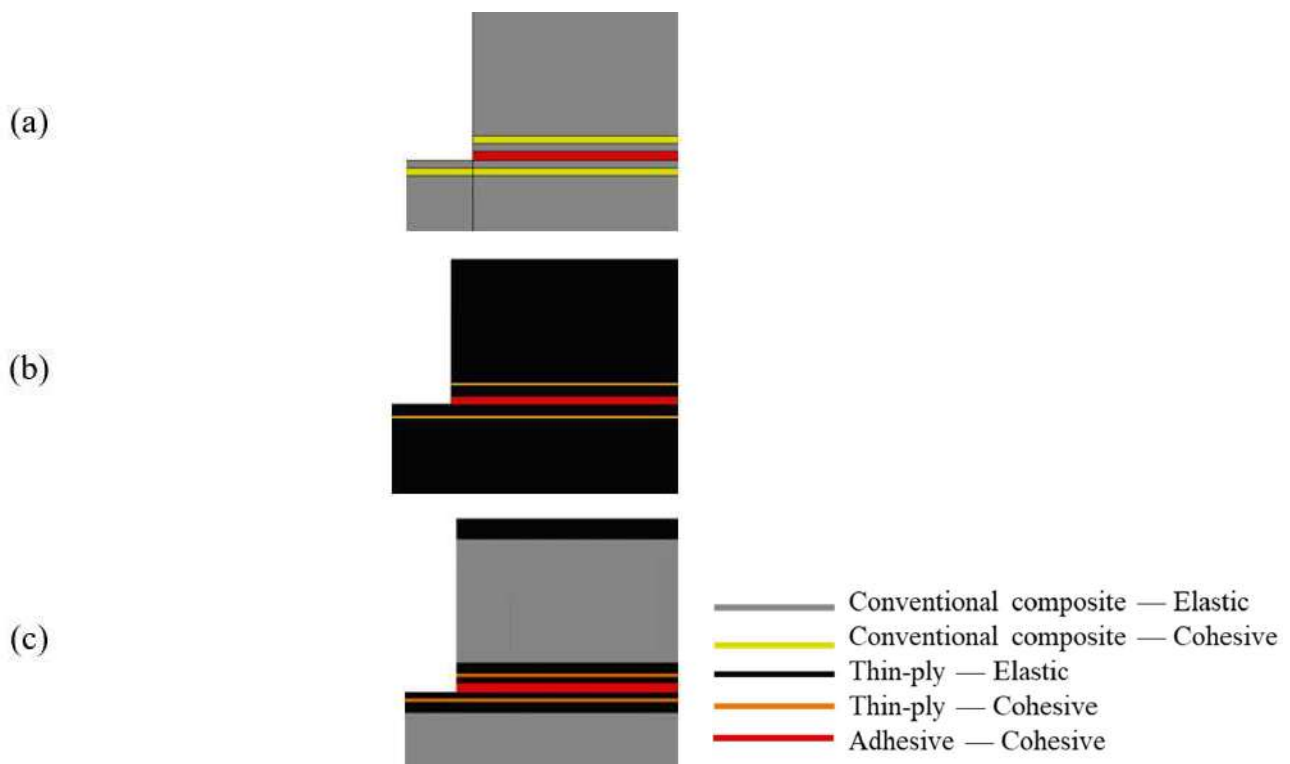 (a)
(b)
(c)
Conventional composite — Elastic
Conventional composite — Cohesive
Thin-ply — Elastic
Thin-ply — Cohesive
Adhesive — Cohesive